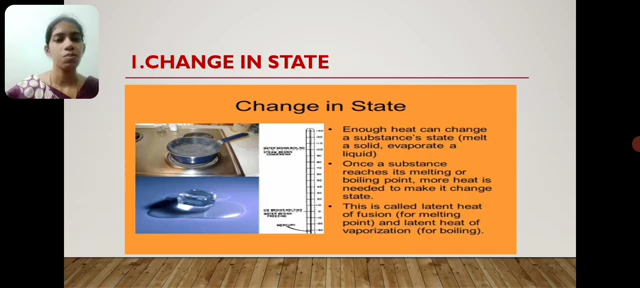 1.CHANGE IN STATE
Change in State
• Enough heat can change
a substance's state (melt
a solid, evaporate a
liquid)
• Once a substance
reaches its melting or
boiling point, more heat is
needed to make it change
state.
• This is called latent heat
of fusion (for melting
point) and latent heat of
vaporization (for boiling).
MERCURY